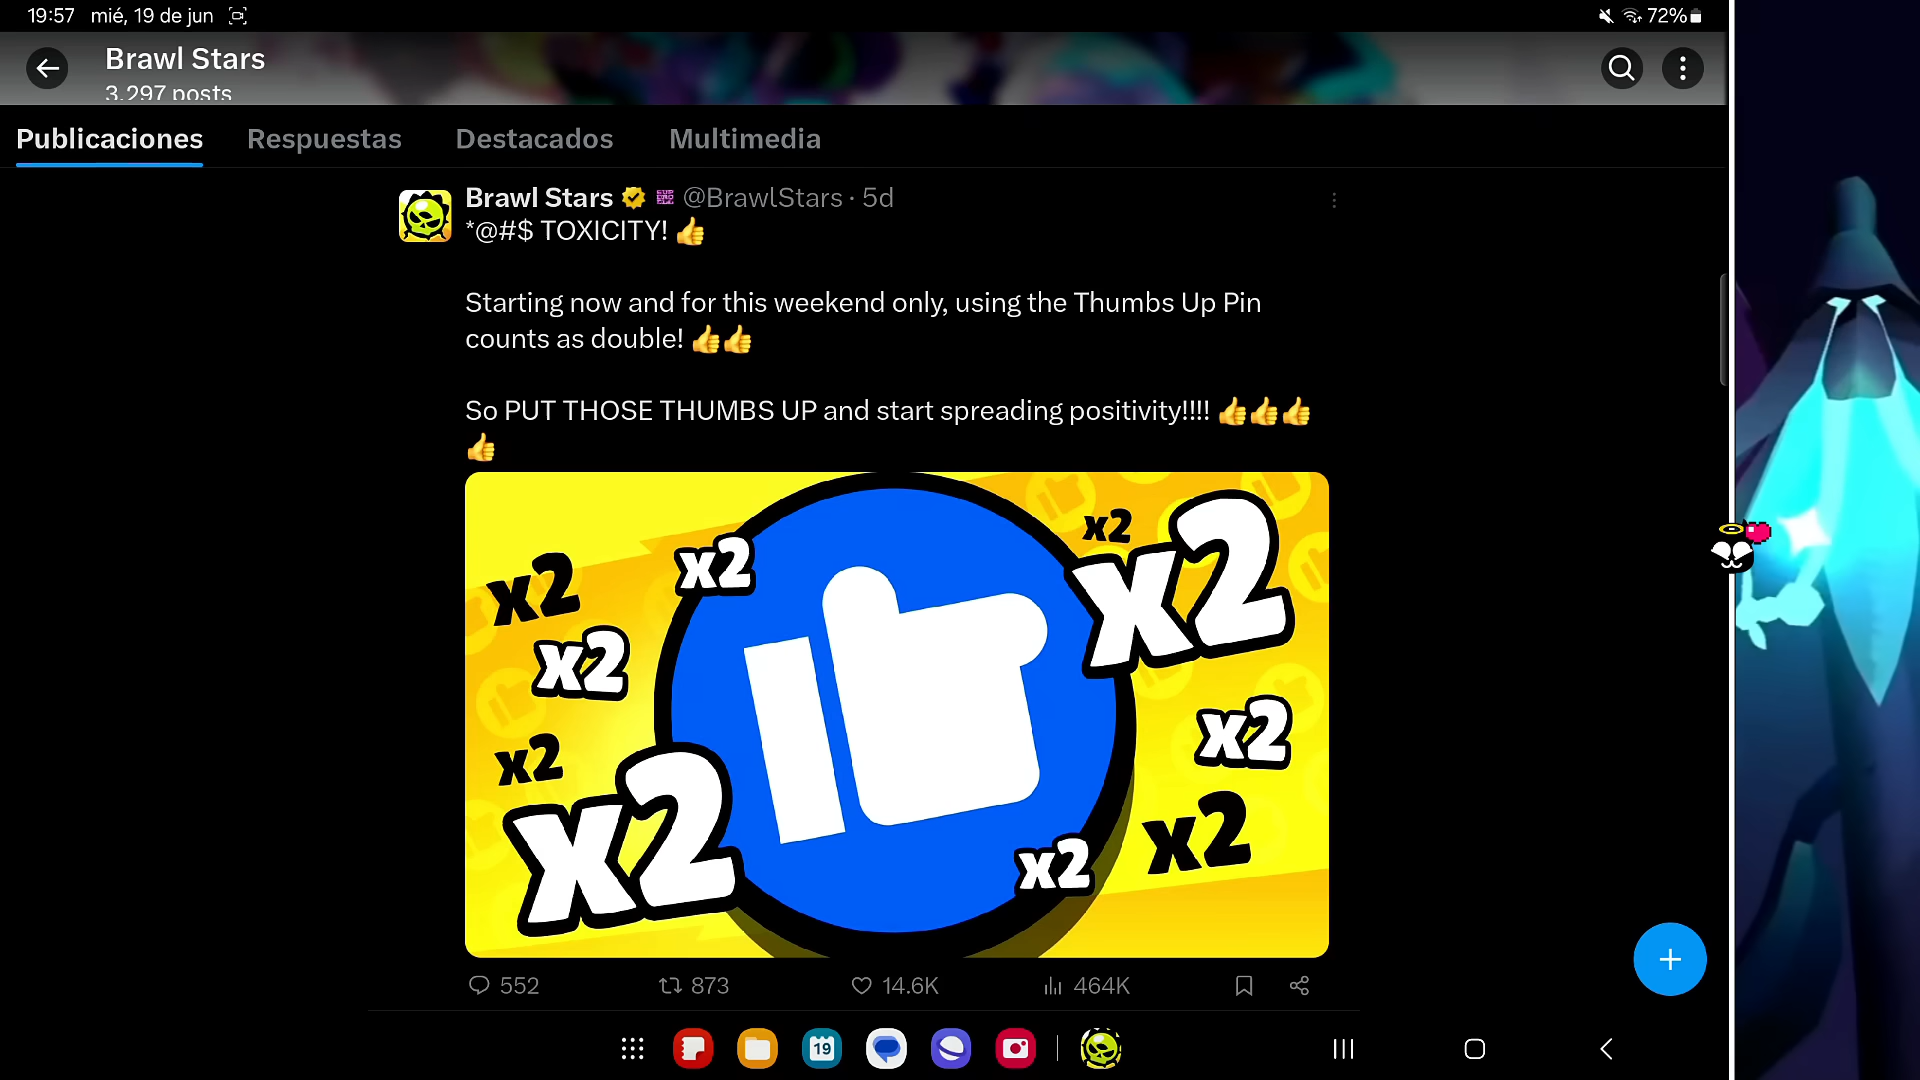 19:57 mié, 19 de jun
72%
Brawl Stars
3.297 posts
Publicaciones Respuestas Destacados Multimedia
Brawl Stars @BrawlStars · 5d
*@#$ TOXICITY! 👍
Starting now and for this weekend only, using the Thumbs Up Pin
counts as double! 👍👍
So PUT THOSE THUMBS UP and start spreading positivity!!!! 👍👍👍
👍
x2
x2
x2
x2
x2
x2
x2
x2
x2
x2
x2
552 873 14.6K 464K
19